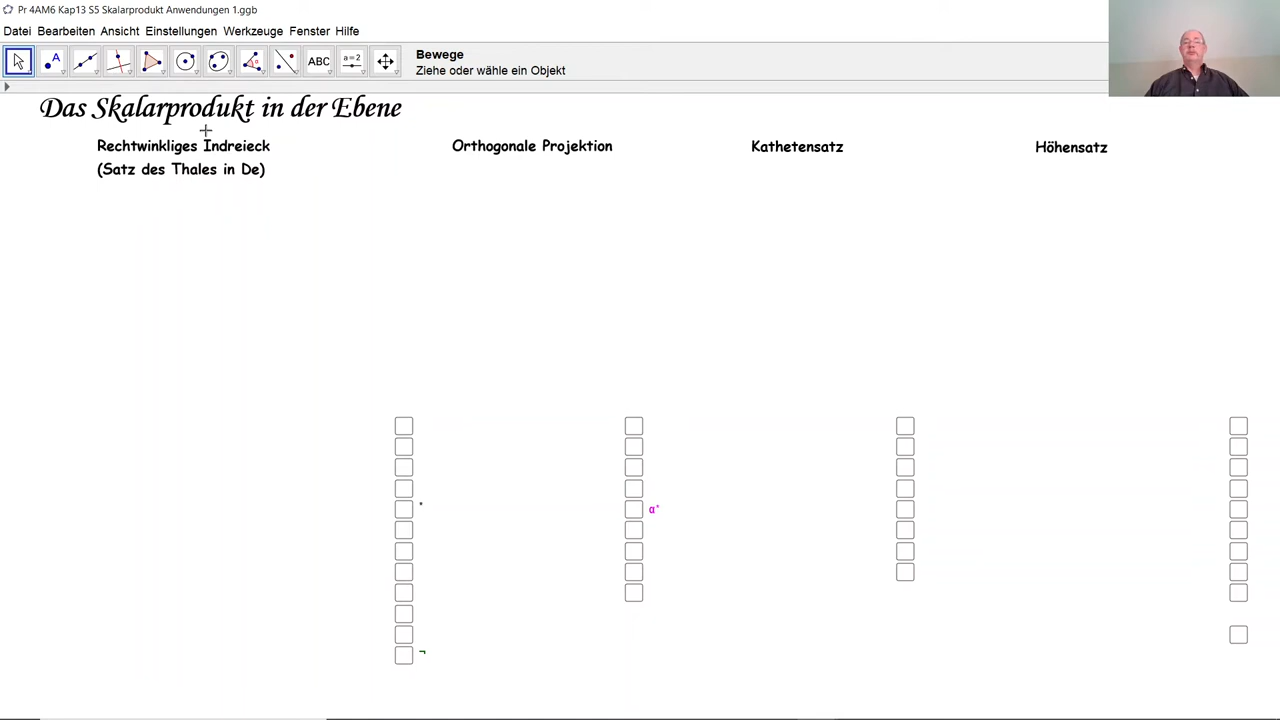 Pr 4AM6 Kap13 S5 Skalarprodukt Anwendungen 1.ggb
Datei Bearbeiten Ansicht Einstellungen Werkzeuge Fenster Hilfe
A
α
ABC
a=2
Bewege
Ziehe oder wähle ein Objekt
Das Skalarprodukt in der Ebene
Rechtwinkliges Indreieck
(Satz des Thales in De)
Orthogonale Projektion
Kathetensatz
Höhensatz
α*